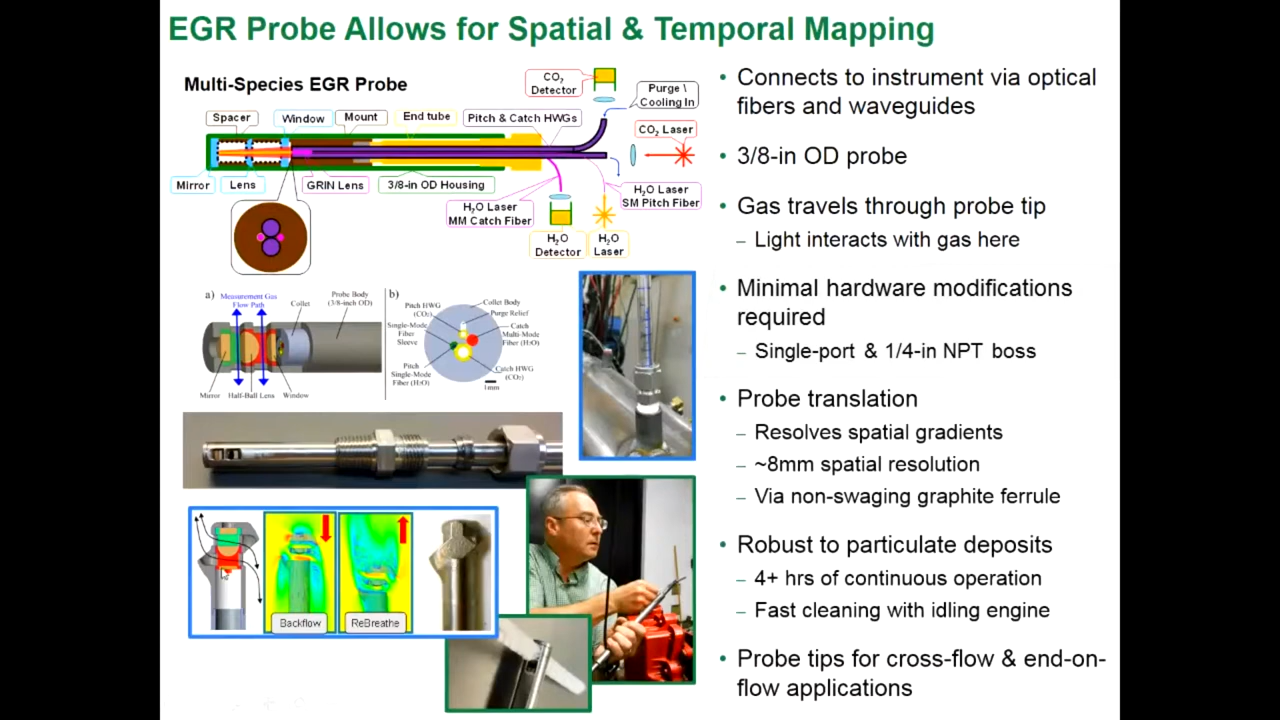 EGR Probe Allows for Spatial & Temporal Mapping
Multi-Species EGR Probe
CO2
Detector
Purge \
Cooling In
Spacer
Window
Mount
End tube
Pitch & Catch HWGs
CO2 Laser
Mirror
Lens
GRIN Lens
3/8-in OD Housing
H2O Laser
MM Catch Fiber
H2O Laser
SM Pitch Fiber
H2O
Detector
H2O
Laser
a)
Measurement Gas
Flow Path
Collet
Probe Body
(3/8-inch OD)
Mirror
Half-Ball Lens
Window
b)
Pitch HWG
(CO2)
Collet Body
Purge Relief
Single-Mode
Fiber
Sleeve
Catch
Multi-Mode
Fiber (H2O)
Pitch
Single-Mode
Fiber (H2O)
Catch HWG
(CO2)
1mm
Backflow
ReBreathe
• Connects to instrument via optical
fibers and waveguides
• 3/8-in OD probe
• Gas travels through probe tip
– Light interacts with gas here
• Minimal hardware modifications
required
– Single-port & 1/4-in NPT boss
• Probe translation
– Resolves spatial gradients
– ~8mm spatial resolution
– Via non-swaging graphite ferrule
• Robust to particulate deposits
– 4+ hrs of continuous operation
– Fast cleaning with idling engine
• Probe tips for cross-flow & end-on-
flow applications